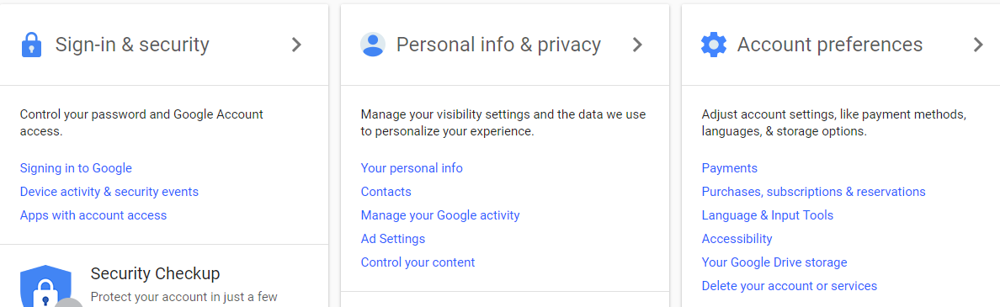 Sign-in & security
Control your password and Google Account
access.
Signing in to Google
Device activity & security events
Apps with account access
Security Checkup
Protect your account in just a few
Personal info & privacy
Manage your visibility settings and the data we use
to personalize your experience.
Your personal info
Contacts
Manage your Google activity
Ad Settings
Control your content
Account preferences
Adjust account settings, like payment methods,
languages, & storage options.
Payments
Purchases, subscriptions & reservations
Language & Input Tools
Accessibility
Your Google Drive storage
Delete your account or services